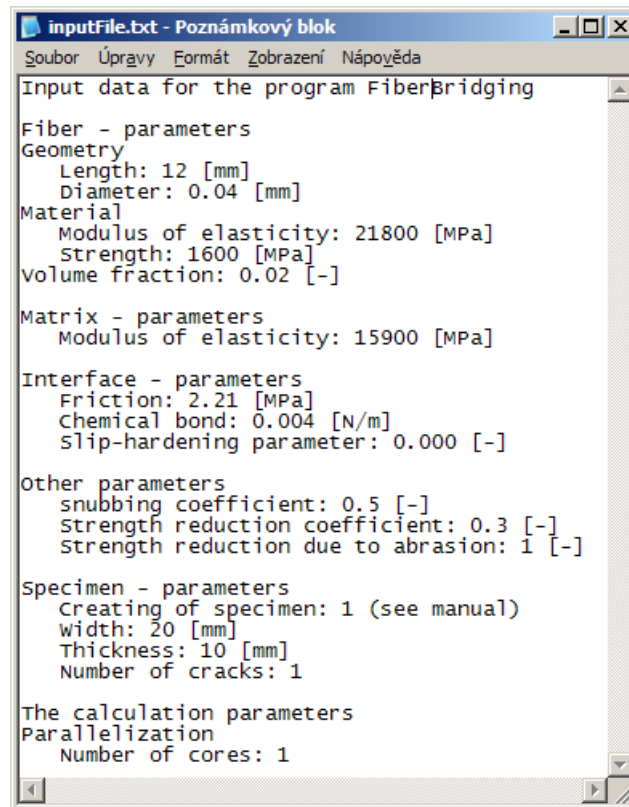 inputFile.txt - Poznámkový blok
Soubor Úpravy Formát Zobrazení Nápověda
Input data for the program FiberBridging
Fiber - parameters
Geometry
Length: 12 [mm]
Diameter: 0.04 [mm]
Material
Modulus of elasticity: 21800 [MPa]
Strength: 1600 [MPa]
Volume fraction: 0.02 [-]
Matrix - parameters
Modulus of elasticity: 15900 [MPa]
Interface - parameters
Friction: 2.21 [MPa]
Chemical bond: 0.004 [N/m]
Slip-hardening parameter: 0.000 [-]
Other parameters
snubbing coefficient: 0.5 [-]
Strength reduction coefficient: 0.3 [-]
Strength reduction due to abrasion: 1 [-]
Specimen - parameters
Creating of specimen: 1 (see manual)
Width: 20 [mm]
Thickness: 10 [mm]
Number of cracks: 1
The calculation parameters
Parallelization
Number of cores: 1